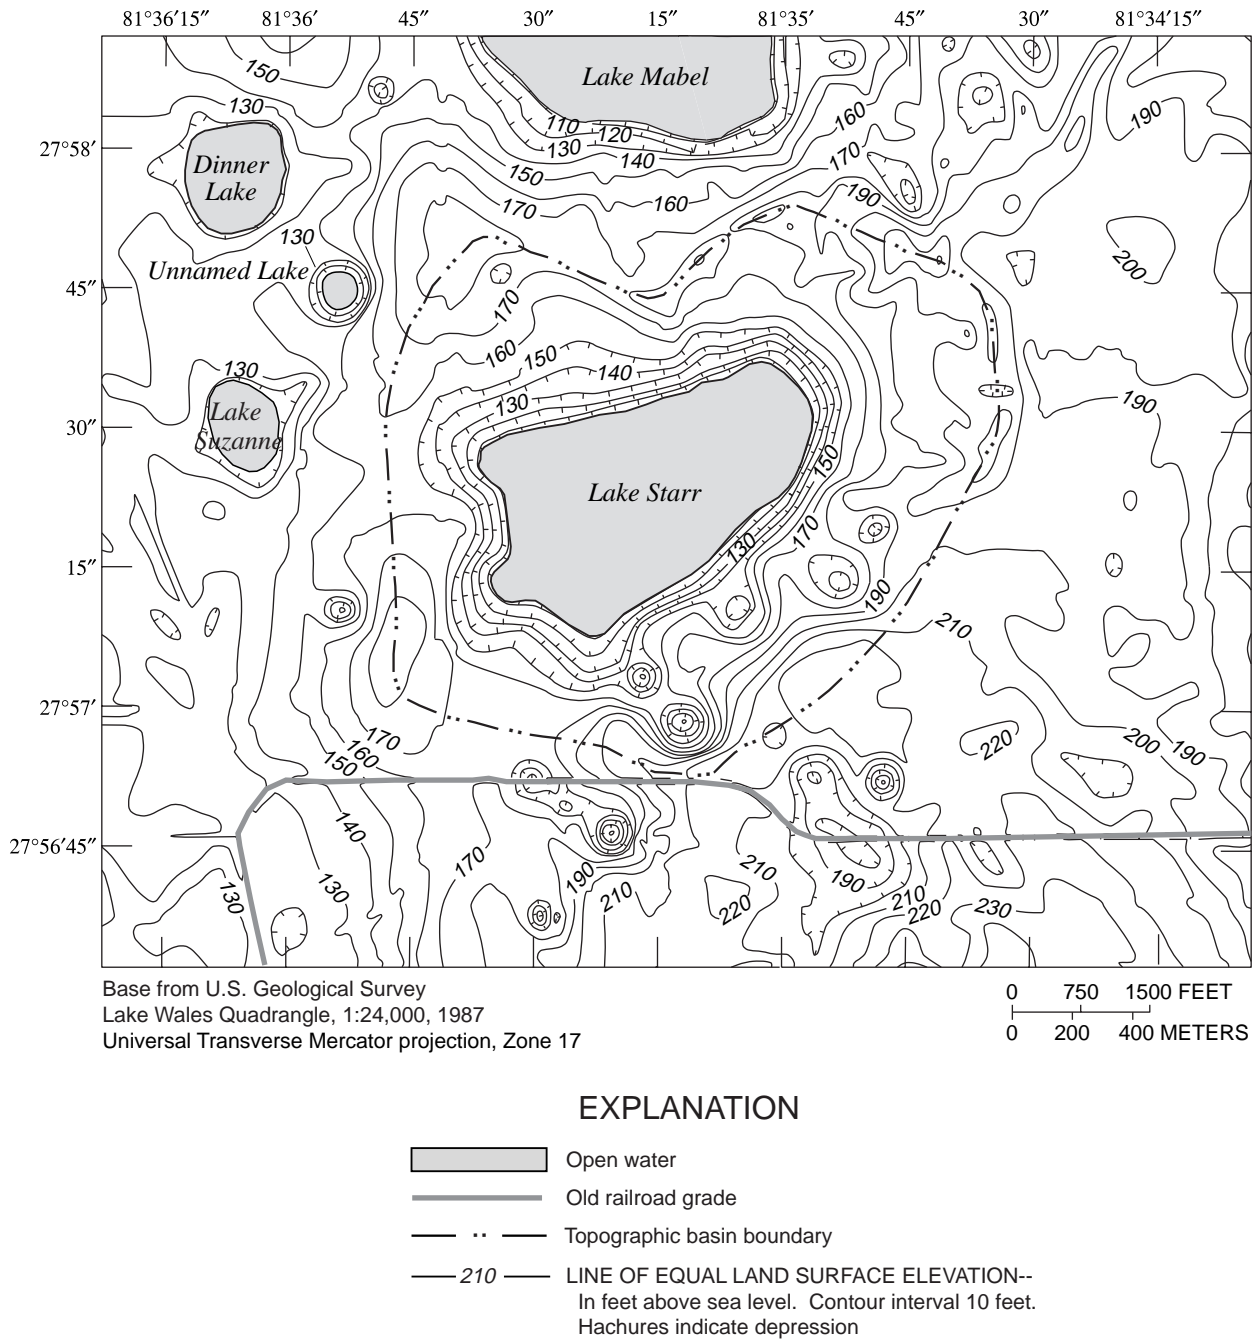 81°36′15″ 81°36′ 45″ 30″ 15″ 81°35′ 45″ 30″ 81°34′15″
150
Lake Mabel
130
110
120
160
190
27°58′
130
140
170
Dinner
Lake
150
190
170
160
130
200
Unnamed Lake
45″
170
160
150
140
130
130
190
Lake
Suzanne
30″
150
Lake Starr
170
130
15″
190
210
27°57′
170
160
150
220
200
190
140
27°56′45″
170
210
190
190
130
130
210
220
210
220
230
Base from U.S. Geological Survey
Lake Wales Quadrangle, 1:24,000, 1987
Universal Transverse Mercator projection, Zone 17
0 750 1500 FEET
0 200 400 METERS
EXPLANATION
Open water
Old railroad grade
Topographic basin boundary
210 LINE OF EQUAL LAND SURFACE ELEVATION--
In feet above sea level. Contour interval 10 feet.
Hachures indicate depression